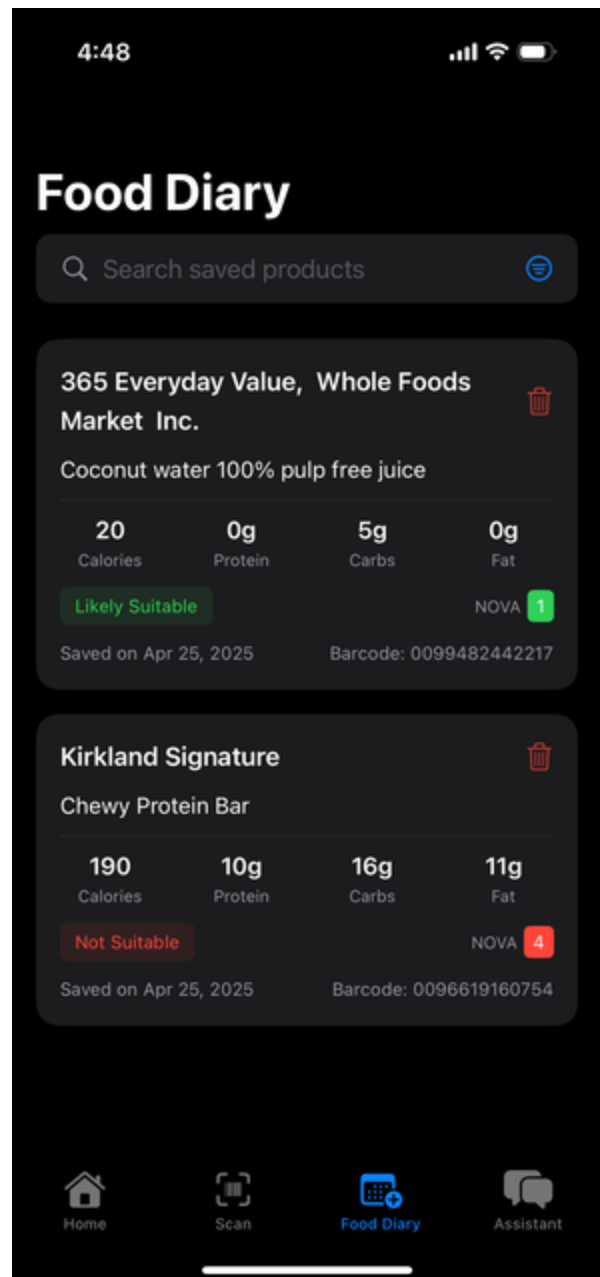 4:48
Food Diary
Search saved products
365 Everyday Value,  Whole Foods
Market  Inc.
Coconut water 100% pulp free juice
20 0g 5g 0g
Calories Protein Carbs Fat
Likely Suitable NOVA 1
Saved on Apr 25, 2025 Barcode: 0099482442217
Kirkland Signature
Chewy Protein Bar
190 10g 16g 11g
Calories Protein Carbs Fat
Not Suitable NOVA 4
Saved on Apr 25, 2025 Barcode: 0096619160754
Home Scan Food Diary Assistant